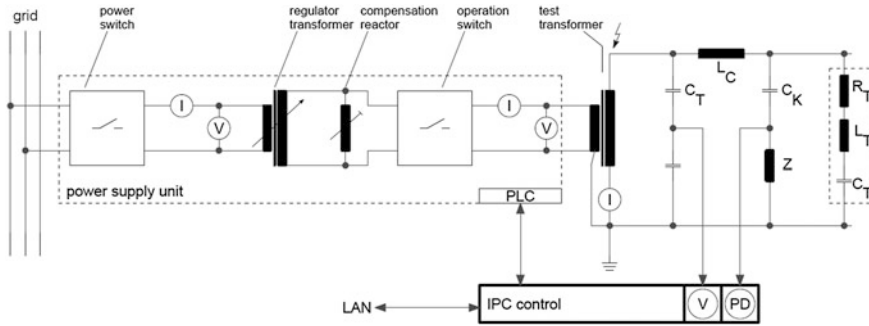 grid
power
switch
regulator
transformer
compensation
reactor
operation
switch
test
transformer
I
V
I
V
I
L_C
C_T
C_K
R_T
L_T
C_T
Z
power supply unit
PLC
LAN
IPC control
V
PD